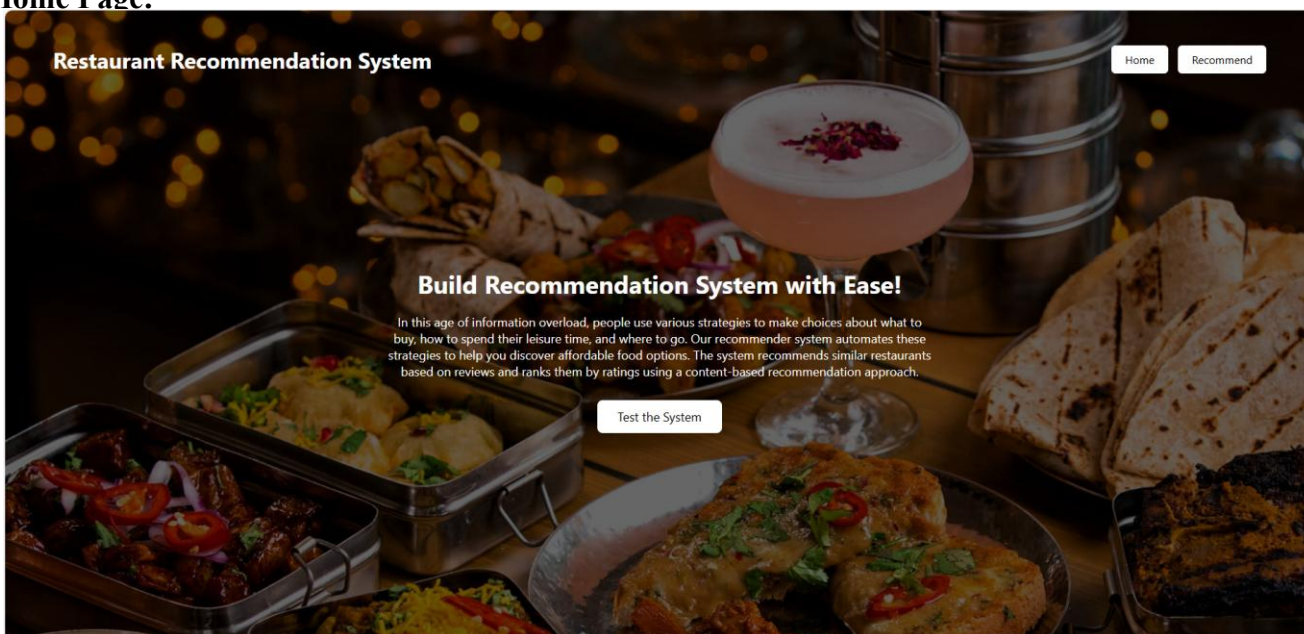 Home Page:
Restaurant Recommendation System
Home
Recommend
Build Recommendation System with Ease!
In this age of information overload, people use various strategies to make choices about what to
buy, how to spend their leisure time, and where to go. Our recommender system automates these
strategies to help you discover affordable food options. The system recommends similar restaurants
based on reviews and ranks them by ratings using a content-based recommendation approach.
Test the System